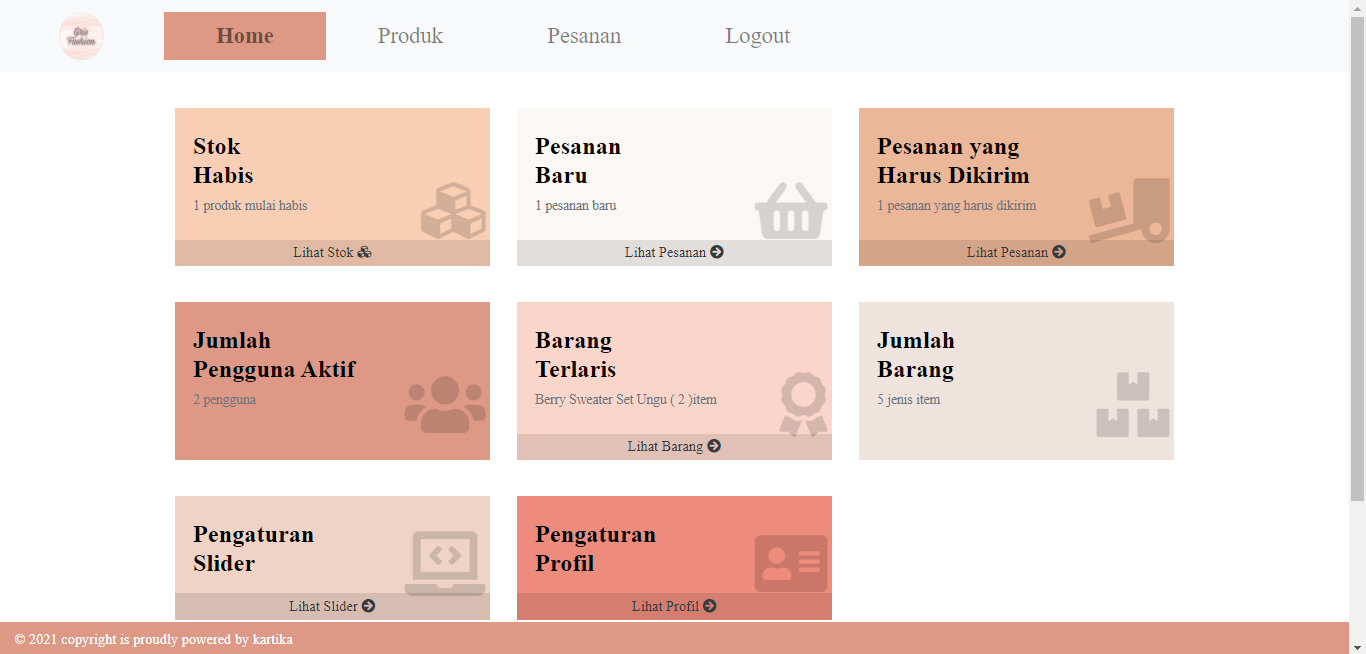 Gris
Fashion
Home Produk Pesanan Logout
Stok
Habis
1 produk mulai habis
Lihat Stok
Pesanan
Baru
1 pesanan baru
Lihat Pesanan
Pesanan yang
Harus Dikirim
1 pesanan yang harus dikirim
Lihat Pesanan
Jumlah
Pengguna Aktif
2 pengguna
Barang
Terlaris
Berry Sweater Set Ungu ( 2 )item
Lihat Barang
Jumlah
Barang
5 jenis item
Pengaturan
Slider
Lihat Slider
Pengaturan
Profil
Lihat Profil
© 2021 copyright is proudly powered by kartika